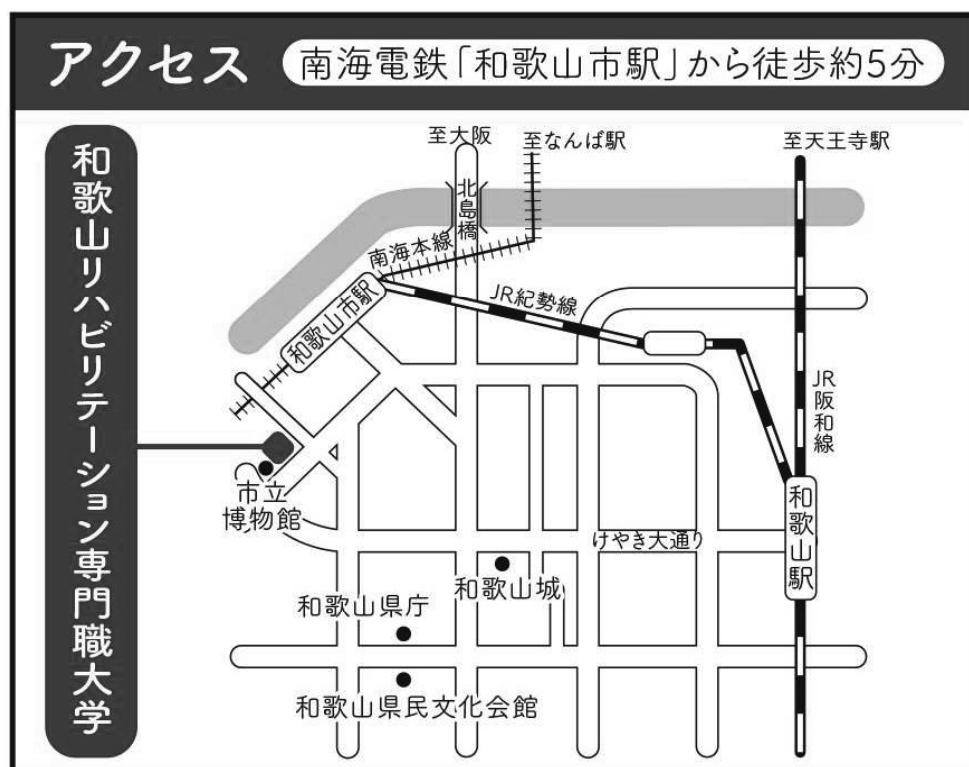 アクセス 南海電鉄「和歌山市駅」から徒歩約5分
和歌山リハビリテーション専門職大学
至大阪
至なんば駅
至天王寺駅
北島橋
南海本線
和歌山市駅
JR紀勢線
JR阪和線
市立
博物館
けやき大通り
和歌山駅
和歌山城
和歌山県庁
和歌山県民文化会館